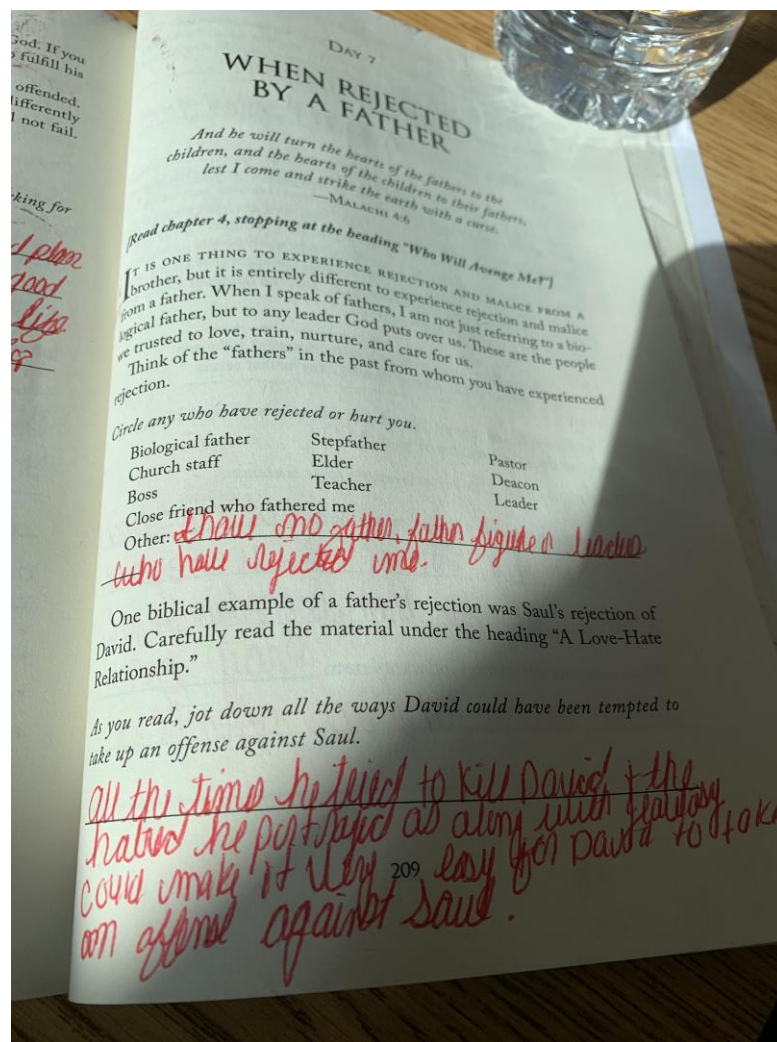 God. If you
o fulfill his
offended.
differently
l not fail.
king for
d plan
good
life
DAY 7
WHEN REJECTED
BY A FATHER
And he will turn the hearts of the fathers to the
children, and the hearts of the children to their fathers,
lest I come and strike the earth with a curse.
—MALACHI 4:6
[Read chapter 4, stopping at the heading "Who Will Avenge Me?"]
IT IS ONE THING TO EXPERIENCE REJECTION AND MALICE FROM A
brother, but it is entirely different to experience rejection and malice
from a father. When I speak of fathers, I am not just referring to a bio-
logical father, but to any leader God puts over us. These are the people
we trusted to love, train, nurture, and care for us.
Think of the "fathers" in the past from whom you have experienced
rejection.
Circle any who have rejected or hurt you.
Biological father Stepfather Pastor
Church staff Elder Deacon
Boss Teacher Leader
Close friend who fathered me
Other: I have no father, father figure or leader
who have rejected me.
One biblical example of a father's rejection was Saul's rejection of
David. Carefully read the material under the heading "A Love-Hate
Relationship."
As you read, jot down all the ways David could have been tempted to
take up an offense against Saul.
all the times he tried to kill David + the
hatred he portrayed as along with jealousy
could make it very easy for David to take
an offense against Saul.
209